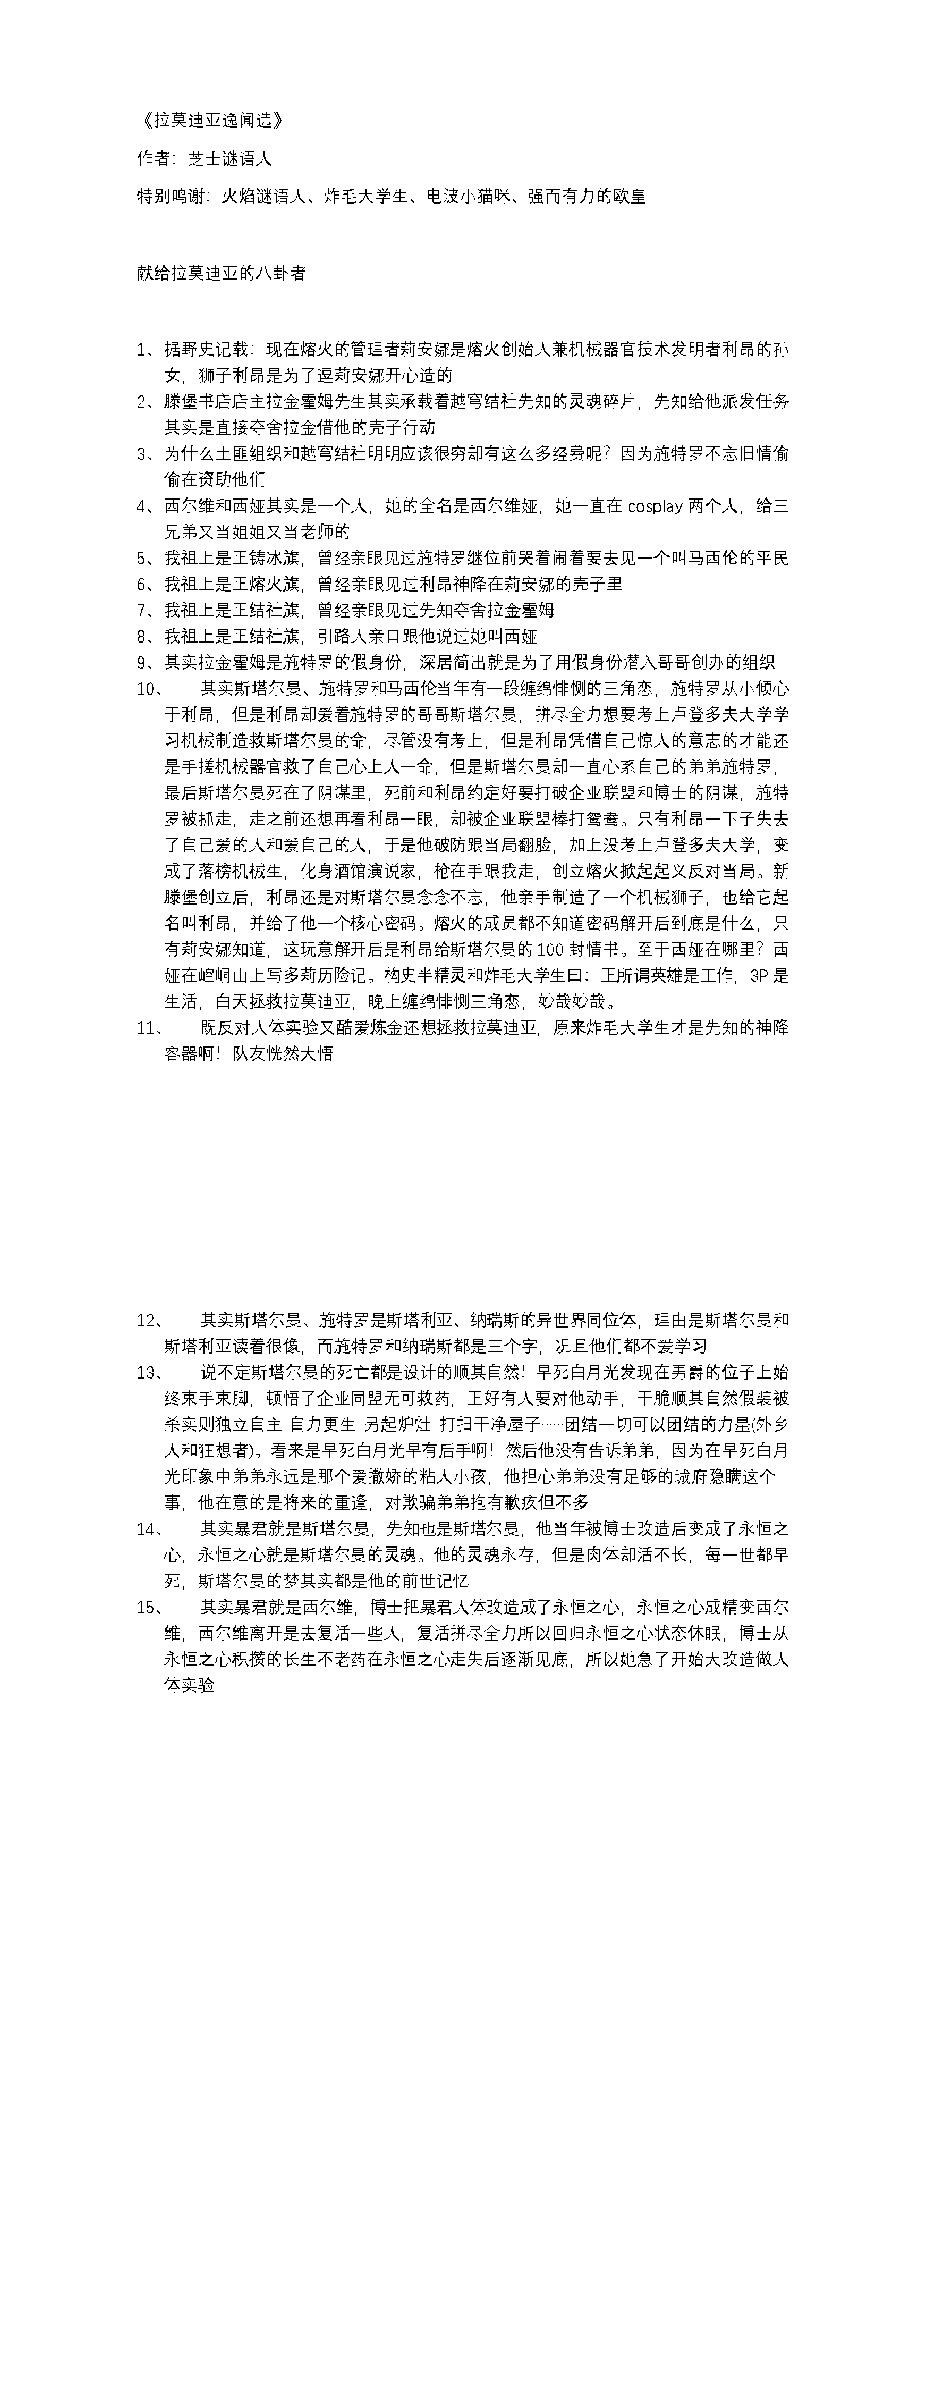 《拉莫迪亚逸闻选》
作者：芝士谜语人
特别鸣谢：火焰谜语人、炸毛大学生、电波小猫咪、强而有力的欧皇
献给拉莫迪亚的八卦者
1、据野史记载：现在熔火的管理者莉安娜是熔火创始人兼机械器官技术发明者利昂的孙
女，狮子利昂是为了逗莉安娜开心造的
2、滕堡书店店主拉金霍姆先生其实承载着越穹结社先知的灵魂碎片，先知给他派发任务
其实是直接夺舍拉金借他的壳子行动
3、为什么土匪组织和越穹结社明明应该很穷却有这么多经费呢？因为施特罗不忘旧情偷
偷在资助他们
4、西尔维和西娅其实是一个人，她的全名是西尔维娅，她一直在 cosplay 两个人，给三
兄弟又当姐姐又当老师的
5、我祖上是正铸冰旗，曾经亲眼见过施特罗继位前哭着闹着要去见一个叫马西伦的平民
6、我祖上是正熔火旗，曾经亲眼见过利昂神降在莉安娜的壳子里
7、我祖上是正结社旗，曾经亲眼见过先知夺舍拉金霍姆
8、我祖上是正结社旗，引路人亲口跟他说过她叫西娅
9、其实拉金霍姆是施特罗的假身份，深居简出就是为了用假身份潜入哥哥创办的组织
10、 其实斯塔尔曼、施特罗和马西伦当年有一段缠绵悱恻的三角恋，施特罗从小倾心
于利昂，但是利昂却爱着施特罗的哥哥斯塔尔曼，拼尽全力想要考上卢登多夫大学学
习机械制造救斯塔尔曼的命，尽管没有考上，但是利昂凭借自己惊人的意志的才能还
是手搓机械器官救了自己心上人一命，但是斯塔尔曼却一直心系自己的弟弟施特罗，
最后斯塔尔曼死在了阴谋里，死前和利昂约定好要打破企业联盟和博士的阴谋，施特
罗被抓走，走之前还想再看利昂一眼，却被企业联盟棒打鸳鸯。只有利昂一下子失去
了自己爱的人和爱自己的人，于是他破防跟当局翻脸，加上没考上卢登多夫大学，变
成了落榜机械生，化身酒馆演说家，枪在手跟我走，创立熔火掀起起义反对当局。新
滕堡创立后，利昂还是对斯塔尔曼念念不忘，他亲手制造了一个机械狮子，也给它起
名叫利昂，并给了他一个核心密码。熔火的成员都不知道密码解开后到底是什么，只
有莉安娜知道，这玩意解开后是利昂给斯塔尔曼的 100 封情书。至于西娅在哪里？西
娅在崆峒山上写多莉历险记。构史半精灵和炸毛大学生曰：正所谓英雄是工作，3P 是
生活，白天拯救拉莫迪亚，晚上缠绵悱恻三角恋，妙哉妙哉。
11、 既反对人体实验又酷爱炼金还想拯救拉莫迪亚，原来炸毛大学生才是先知的神降
容器啊！队友恍然大悟
12、 其实斯塔尔曼、施特罗是斯塔利亚、纳瑞斯的异世界同位体，理由是斯塔尔曼和
斯塔利亚读着很像，而施特罗和纳瑞斯都是三个字，况且他们都不爱学习
13、 说不定斯塔尔曼的死亡都是设计的顺其自然！早死白月光发现在男爵的位子上始
终束手束脚，顿悟了企业同盟无可救药，正好有人要对他动手，干脆顺其自然假装被
杀实则独立自主 自力更生 另起炉灶 打扫干净屋子……团结一切可以团结的力量(外乡
人和狂想者)。看来是早死白月光早有后手啊！然后他没有告诉弟弟，因为在早死白月
光印象中弟弟永远是那个爱撒娇的粘人小孩，他担心弟弟没有足够的城府隐瞒这个
事，他在意的是将来的重逢，对欺骗弟弟抱有歉疚但不多
14、 其实暴君就是斯塔尔曼，先知也是斯塔尔曼，他当年被博士改造后变成了永恒之
心，永恒之心就是斯塔尔曼的灵魂。他的灵魂永存，但是肉体却活不长，每一世都早
死，斯塔尔曼的梦其实都是他的前世记忆
15、 其实暴君就是西尔维，博士把暴君人体改造成了永恒之心，永恒之心成精变西尔
维，西尔维离开是去复活一些人，复活拼尽全力所以回归永恒之心状态休眠，博士从
永恒之心积攒的长生不老药在永恒之心走失后逐渐见底，所以她急了开始大改造做人
体实验